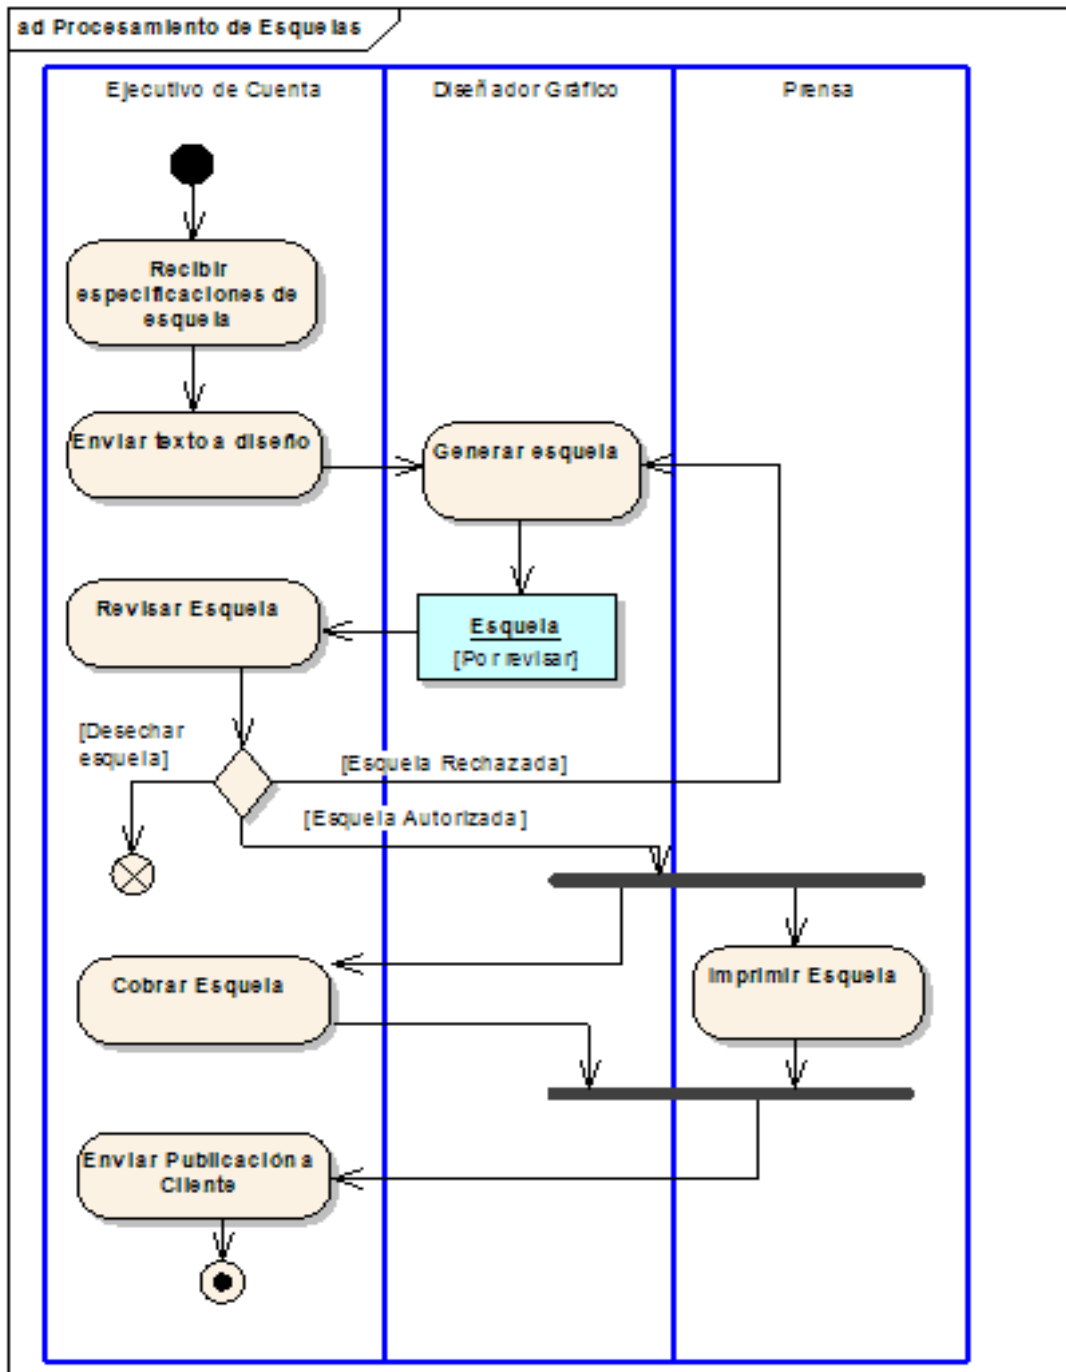 ad Procesamiento de Esquelas
Ejecutivo de Cuenta
Diseñador Gráfico
Prensa
Recibir
especificaciones de
esquela
Enviar texto a diseño
Generar esquela
Revisar Esquela
Esquela
[Por revisar]
[Desechar
esquela]
[Esquela Rechazada]
[Esquela Autorizada]
Cobrar Esquela
Imprimir Esquela
Enviar Publicación a
Cliente